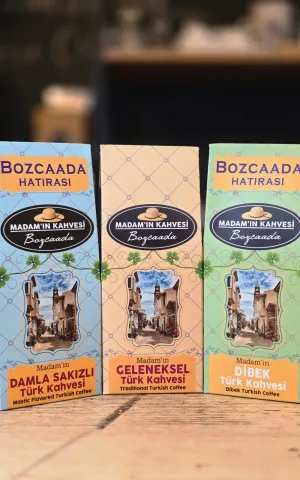 BOZCAADA
HATIRASI
MADAM'IN KAHVESİ
Bozcaada
Madam'ın
DAMLA SAKIZLI
Türk Kahvesi
Mastic Flavored Turkish Coffee
MADAM'IN KAHVESİ
Bozcaada
Madam'ın
GELENEKSEL
Türk Kahvesi
Traditional Turkish Coffee
BOZCAADA
HATIRASI
MADAM'IN KAHVESİ
Bozcaada
Madam'ın
DİBEK
Türk Kahvesi
Dibek Turkish Coffee